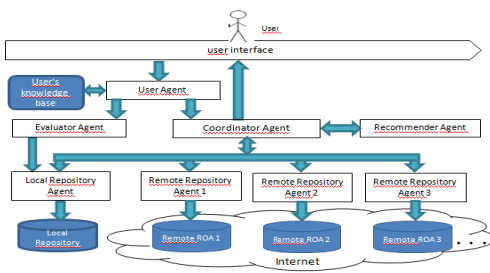 User
user interface
User's
knowledge
base
User Agent
Evaluator Agent
Coordinator Agent
Recommender Agent
Local Repository
Agent
Remote Repository
Agent 1
Remote Repository
Agent 2
Remote Repository
Agent 3
Local
Repository
Remote ROA 1
Remote ROA 2
Remote ROA 3
. . .
Internet